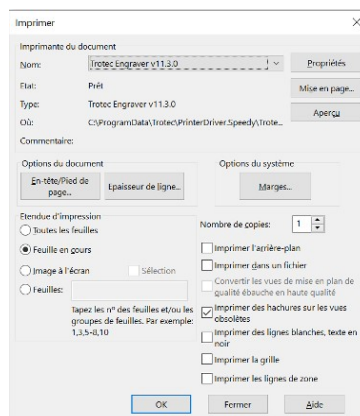 Imprimer
Imprimante du document
Nom: Trotec Engraver v11.3.0 Propriétés
Etat: Prêt Mise en page...
Type: Trotec Engraver v11.3.0
Où: C:\ProgramData\Trotec\PrinterDriver.Speedy\Trote... Aperçu
Commentaire:
Options du document
En-tête/Pied de page...
Epaisseur de ligne...
Options du système
Marges...
Etendue d'impression
Toutes les feuilles
Feuille en cours
Image à l'écran Sélection
Feuilles:
Tapez les n° des feuilles et/ou les
groupes de feuilles. Par exemple:
1,3,5-8,10
Nombre de copies: 1
Imprimer l'arrière-plan
Imprimer dans un fichier
Convertir les vues de mise en plan de
qualité ébauche en haute qualité
Imprimer des hachures sur les vues
obsolètes
Imprimer des lignes blanches, texte en
noir
Imprimer la grille
Imprimer les lignes de zone
OK Fermer Aide